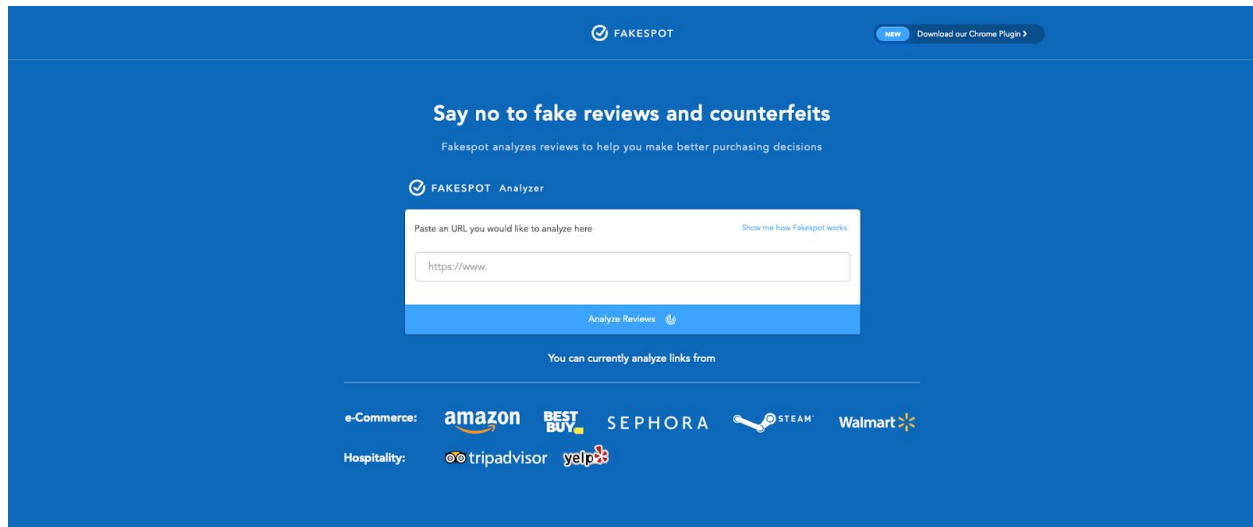 FAKESPOT
NEW Download our Chrome Plugin ❯
Say no to fake reviews and counterfeits
Fakespot analyzes reviews to help you make better purchasing decisions
FAKESPOT Analyzer
Paste an URL you would like to analyze here Show me how Fakespot works
https://www.
Analyze Reviews
You can currently analyze links from
e-Commerce: amazon BEST BUY SEPHORA STEAM Walmart
Hospitality: tripadvisor yelp